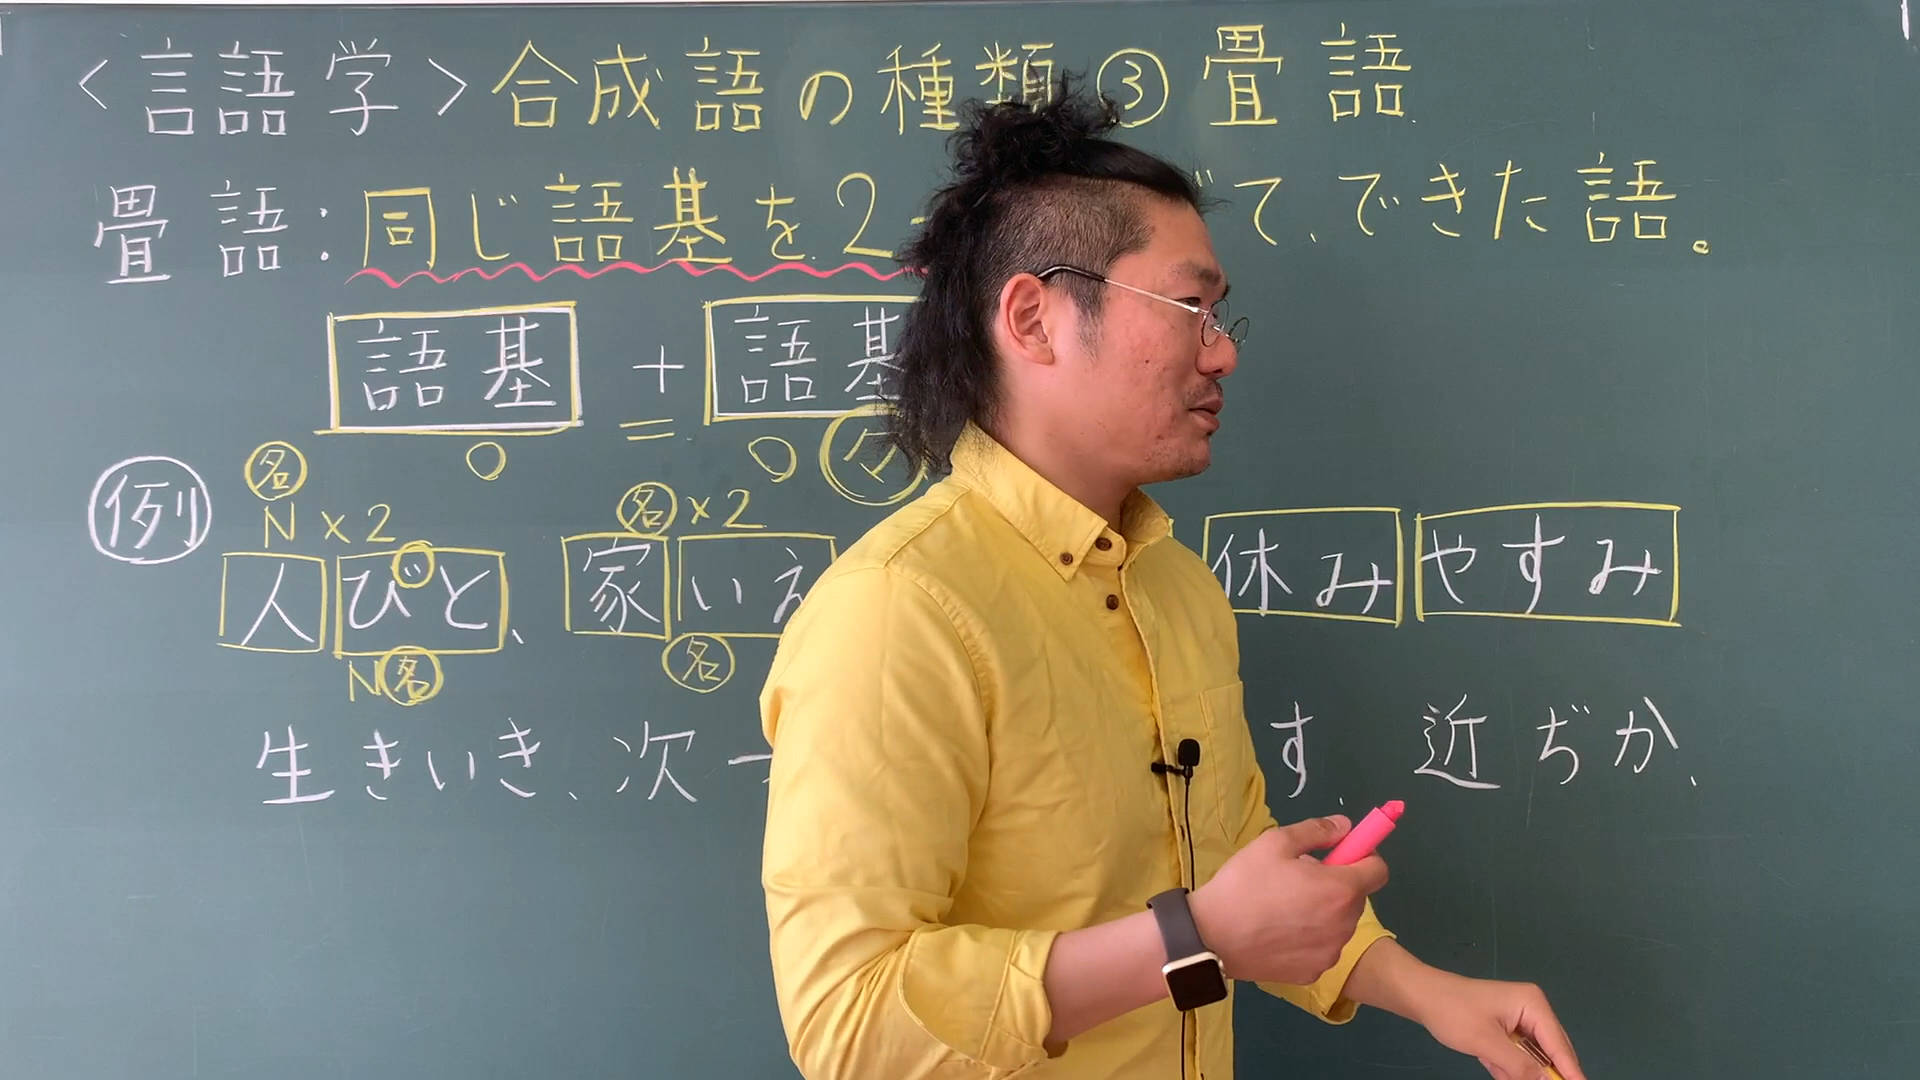 <言語学>合成語の種類③畳語
畳語:同じ語基を2 て、できた語。
語基 + 語基
=
○ ○ 々
例
名 N×2 名×2
人びと、 家いえ 休みやすみ
N名 名
生きいき、次 す、近ぢか、